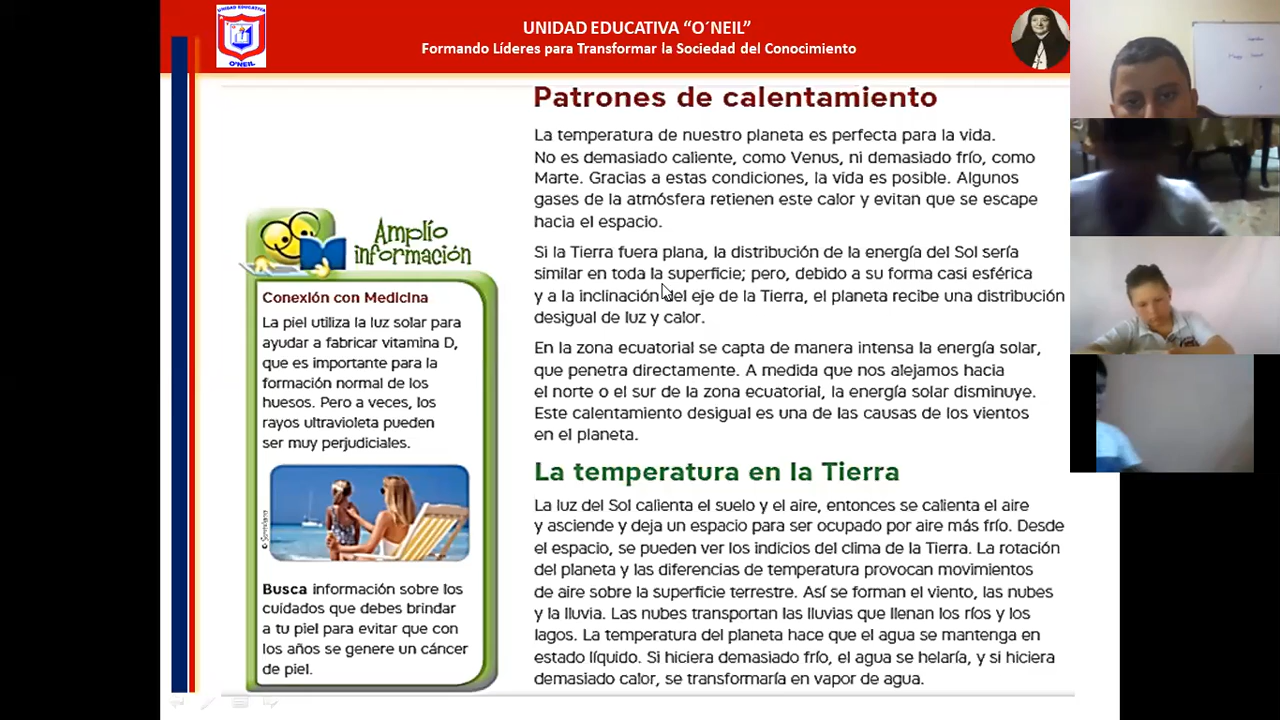 UNIDAD EDUCATIVA
O´NEIL
UNIDAD EDUCATIVA “O´NEIL”
Formando Líderes para Transformar la Sociedad del Conocimiento
Patrones de calentamiento
La temperatura de nuestro planeta es perfecta para la vida.
No es demasiado caliente, como Venus, ni demasiado frío, como
Marte. Gracias a estas condiciones, la vida es posible. Algunos
gases de la atmósfera retienen este calor y evitan que se escape
hacia el espacio.
Si la Tierra fuera plana, la distribución de la energía del Sol sería
similar en toda la superficie; pero, debido a su forma casi esférica
y a la inclinación del eje de la Tierra, el planeta recibe una distribución
desigual de luz y calor.
En la zona ecuatorial se capta de manera intensa la energía solar,
que penetra directamente. A medida que nos alejamos hacia
el norte o el sur de la zona ecuatorial, la energía solar disminuye.
Este calentamiento desigual es una de las causas de los vientos
en el planeta.
La temperatura en la Tierra
La luz del Sol calienta el suelo y el aire, entonces se calienta el aire
y asciende y deja un espacio para ser ocupado por aire más frío. Desde
el espacio, se pueden ver los indicios del clima de la Tierra. La rotación
del planeta y las diferencias de temperatura provocan movimientos
de aire sobre la superficie terrestre. Así se forman el viento, las nubes
y la lluvia. Las nubes transportan las lluvias que llenan los ríos y los
lagos. La temperatura del planeta hace que el agua se mantenga en
estado líquido. Si hiciera demasiado frío, el agua se helaría, y si hiciera
demasiado calor, se transformaría en vapor de agua.
Amplío
información
Conexión con Medicina
La piel utiliza la luz solar para
ayudar a fabricar vitamina D,
que es importante para la
formación normal de los
huesos. Pero a veces, los
rayos ultravioleta pueden
ser muy perjudiciales.
© Santillana
Busca información sobre los
cuidados que debes brindar
a tu piel para evitar que con
los años se genere un cáncer
de piel.